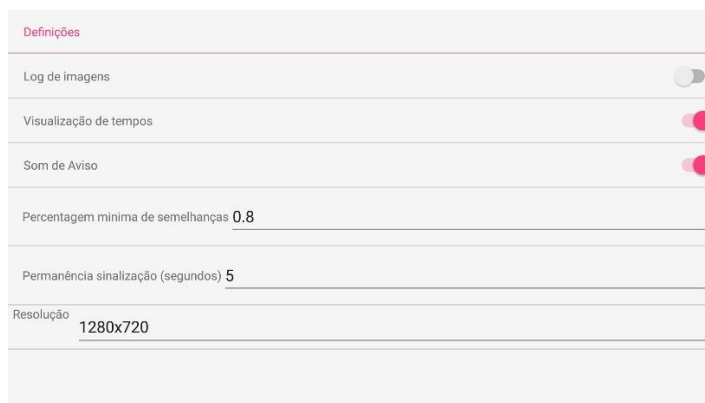 Definições
Log de imagens
Visualização de tempos
Som de Aviso
Percentagem minima de semelhanças 0.8
Permanência sinalização (segundos) 5
Resolução
1280x720